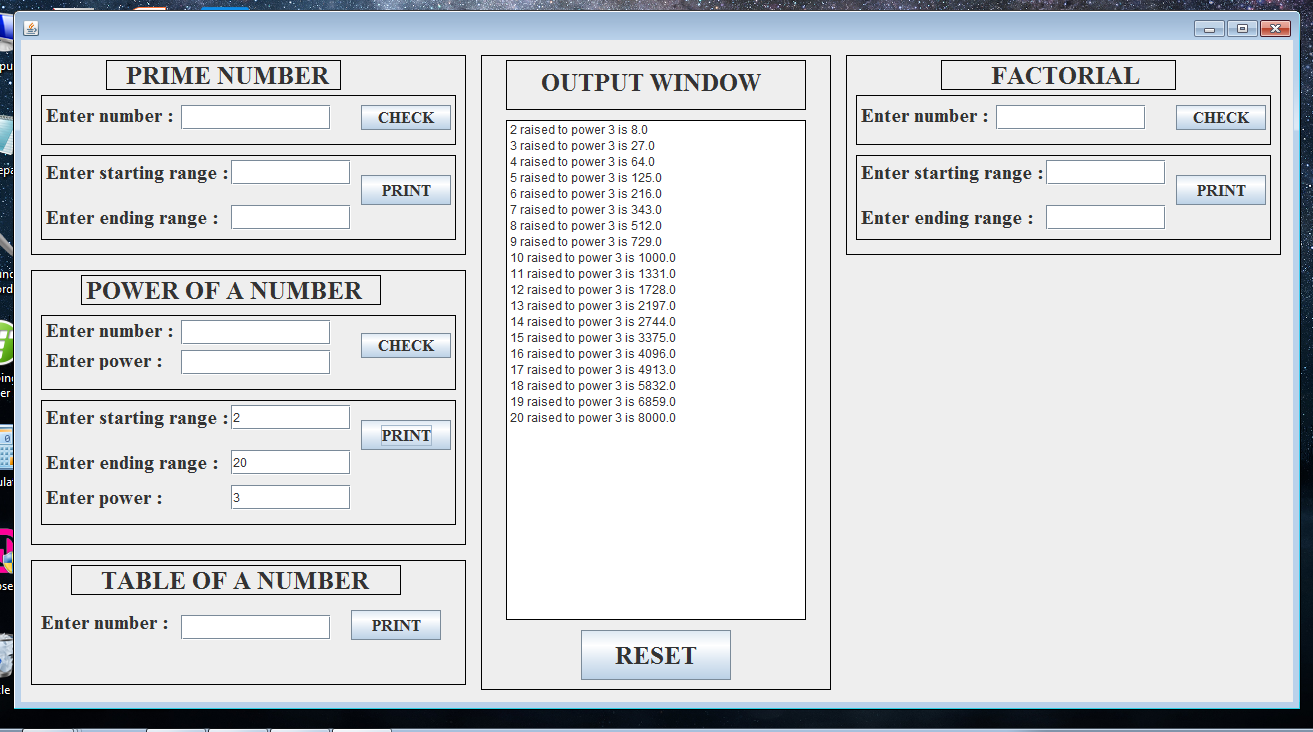 PRIME NUMBER
Enter number :
CHECK
Enter starting range :
PRINT
Enter ending range :
POWER OF A NUMBER
Enter number :
CHECK
Enter power :
Enter starting range : 2
PRINT
Enter ending range : 20
Enter power : 3
TABLE OF A NUMBER
Enter number :
PRINT
OUTPUT WINDOW
2 raised to power 3 is 8.0
3 raised to power 3 is 27.0
4 raised to power 3 is 64.0
5 raised to power 3 is 125.0
6 raised to power 3 is 216.0
7 raised to power 3 is 343.0
8 raised to power 3 is 512.0
9 raised to power 3 is 729.0
10 raised to power 3 is 1000.0
11 raised to power 3 is 1331.0
12 raised to power 3 is 1728.0
13 raised to power 3 is 2197.0
14 raised to power 3 is 2744.0
15 raised to power 3 is 3375.0
16 raised to power 3 is 4096.0
17 raised to power 3 is 4913.0
18 raised to power 3 is 5832.0
19 raised to power 3 is 6859.0
20 raised to power 3 is 8000.0
RESET
FACTORIAL
Enter number :
CHECK
Enter starting range :
PRINT
Enter ending range :